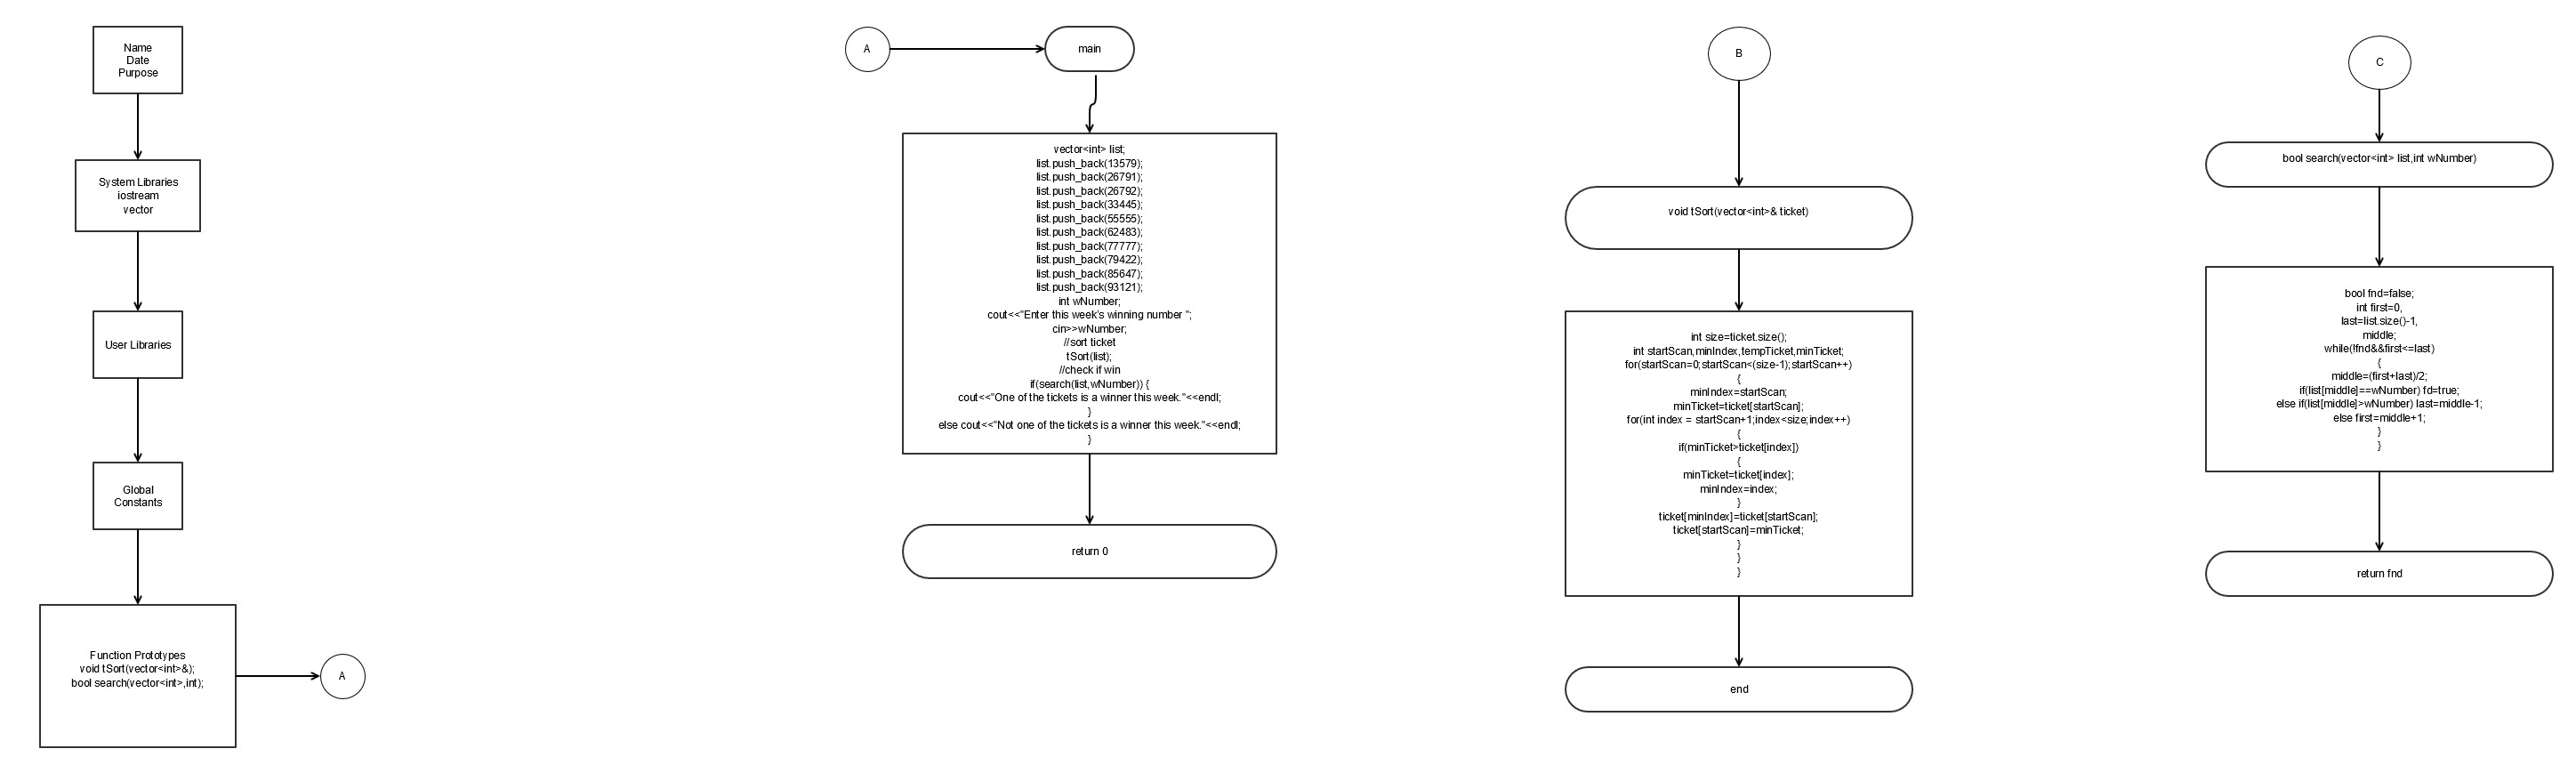 Name
Date
Purpose
System Libraries
iostream
vector
User Libraries
Global
Constants
Function Prototypes
void tSort(vector<int>&);
bool search(vector<int>,int);
A
A
main
vector<int> list;
list.push_back(13579);
list.push_back(26791);
list.push_back(26792);
list.push_back(33445);
list.push_back(55555);
list.push_back(62483);
list.push_back(77777);
list.push_back(79422);
list.push_back(85647);
list.push_back(93121);
int wNumber;
cout<<"Enter this week's winning number ";
cin>>wNumber;
//sort ticket
tSort(list);
//check if win
if(search(list,wNumber)) {
cout<<"One of the tickets is a winner this week."<<endl;
}
else cout<<"Not one of the tickets is a winner this week."<<endl;
}
return 0
B
void tSort(vector<int>& ticket)
int size=ticket.size();
int startScan,minIndex,tempTicket,minTicket;
for(startScan=0;startScan<(size-1);startScan++)
{
minIndex=startScan;
minTicket=ticket[startScan];
for(int index = startScan+1;index<size;index++)
{
if(minTicket>ticket[index])
{
minTicket=ticket[index];
minIndex=index;
}
ticket[minIndex]=ticket[startScan];
ticket[startScan]=minTicket;
}
}
}
end
C
bool search(vector<int> list,int wNumber)
bool fnd=false;
int first=0,
last=list.size()-1,
middle;
while(!fnd&&first<=last)
{
middle=(first+last)/2;
if(list[middle]==wNumber) fd=true;
else if(list[middle]>wNumber) last=middle-1;
else first=middle+1;
}
}
return fnd